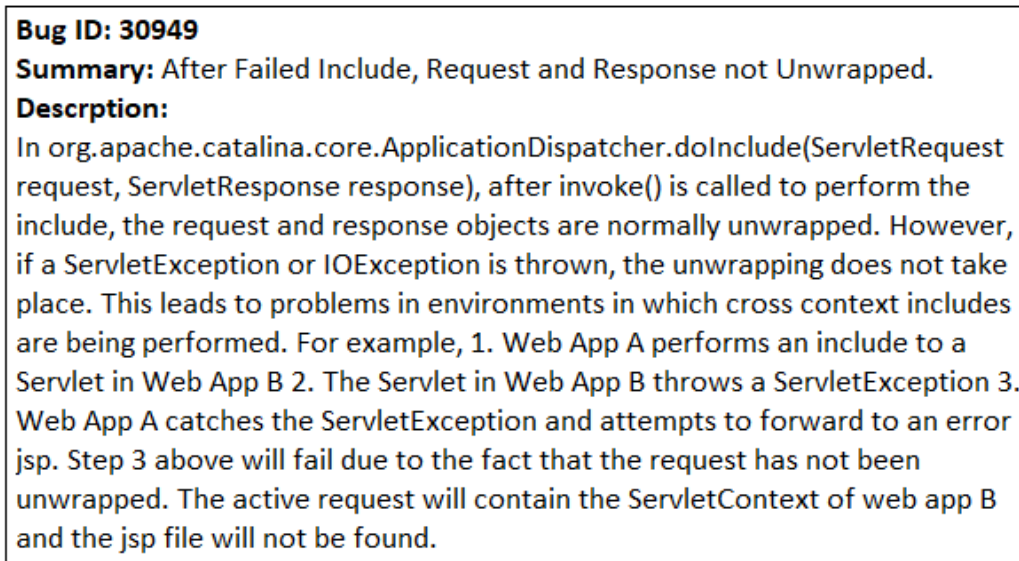 Bug ID: 30949
Summary: After Failed Include, Request and Response not Unwrapped.
Descrption:
In org.apache.catalina.core.ApplicationDispatcher.doInclude(ServletRequest
request, ServletResponse response), after invoke() is called to perform the
include, the request and response objects are normally unwrapped. However,
if a ServletException or IOException is thrown, the unwrapping does not take
place. This leads to problems in environments in which cross context includes
are being performed. For example, 1. Web App A performs an include to a
Servlet in Web App B 2. The Servlet in Web App B throws a ServletException 3.
Web App A catches the ServletException and attempts to forward to an error
jsp. Step 3 above will fail due to the fact that the request has not been
unwrapped. The active request will contain the ServletContext of web app B
and the jsp file will not be found.